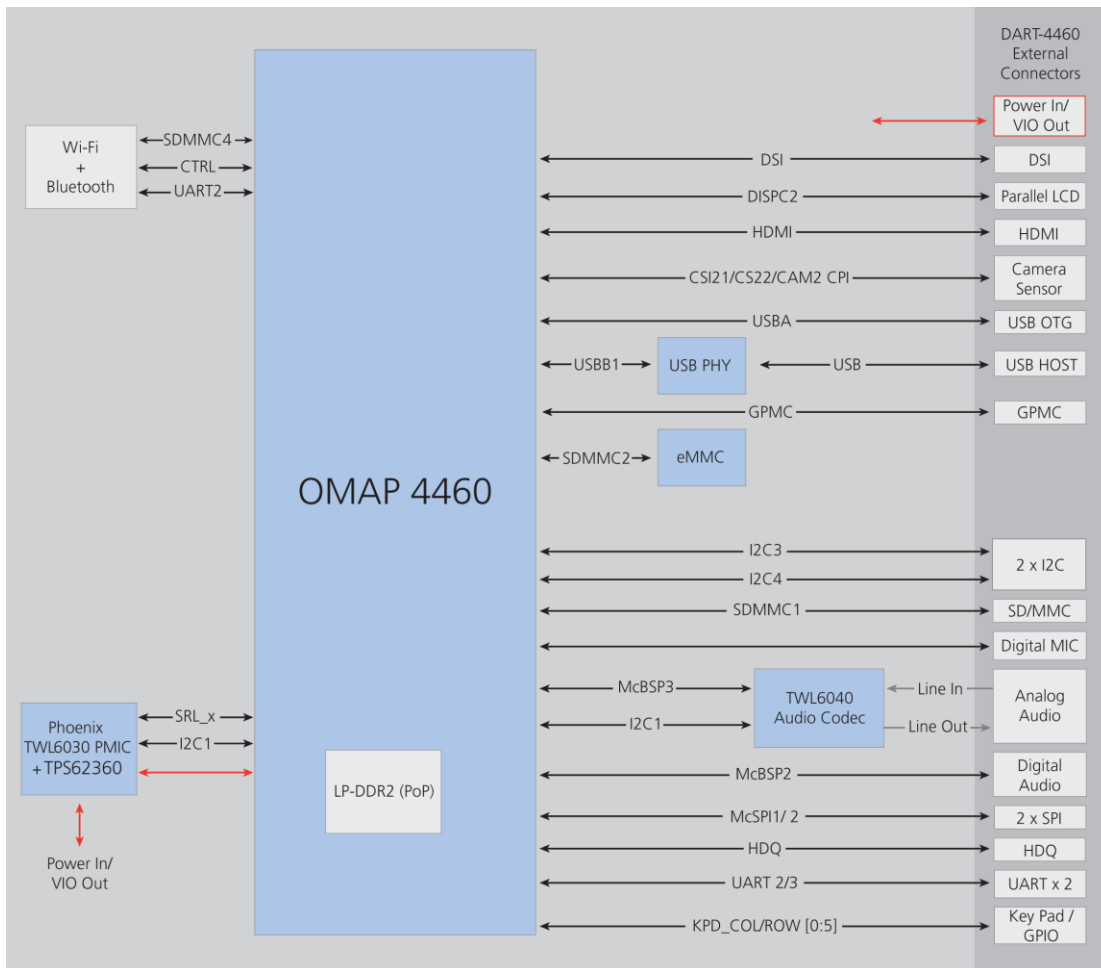 DART-4460
External
Connectors
Power In/
VIO Out
Wi-Fi
+
Bluetooth
SDMMC4
CTRL
UART2
DSI
DSI
DISPC2
Parallel LCD
HDMI
HDMI
CSI21/CS22/CAM2 CPI
Camera
Sensor
USBA
USB OTG
USBB1
USB PHY
USB
USB HOST
GPMC
GPMC
SDMMC2
eMMC
OMAP 4460
I2C3
I2C4
2 x I2C
SDMMC1
SD/MMC
Digital MIC
McBSP3
I2C1
TWL6040
Audio Codec
Line In
Line Out
Analog
Audio
Phoenix
TWL6030 PMIC
+ TPS62360
SRL_x
I2C1
LP-DDR2 (PoP)
McBSP2
Digital
Audio
McSPI1/ 2
2 x SPI
HDQ
HDQ
Power In/
VIO Out
UART 2/3
UART x 2
KPD_COL/ROW [0:5]
Key Pad /
GPIO